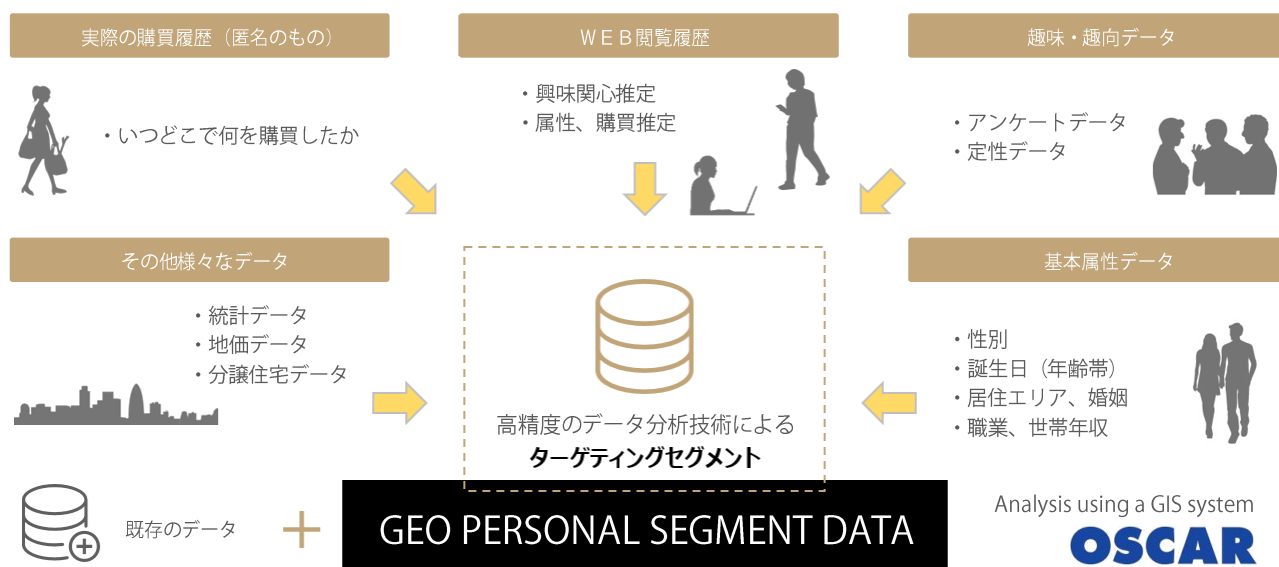 実際の購買履歴（匿名のもの）
・いつどこで何を購買したか
ＷＥＢ閲覧履歴
・興味関心推定
・属性、購買推定
趣味・趣向データ
・アンケートデータ
・定性データ
その他様々なデータ
・統計データ
・地価データ
・分譲住宅データ
高精度のデータ分析技術による
ターゲティングセグメント
基本属性データ
・性別
・誕生日（年齢帯）
・居住エリア、婚姻
・職業、世帯年収
既存のデータ
+
GEO PERSONAL SEGMENT DATA
Analysis using a GIS system
OSCAR